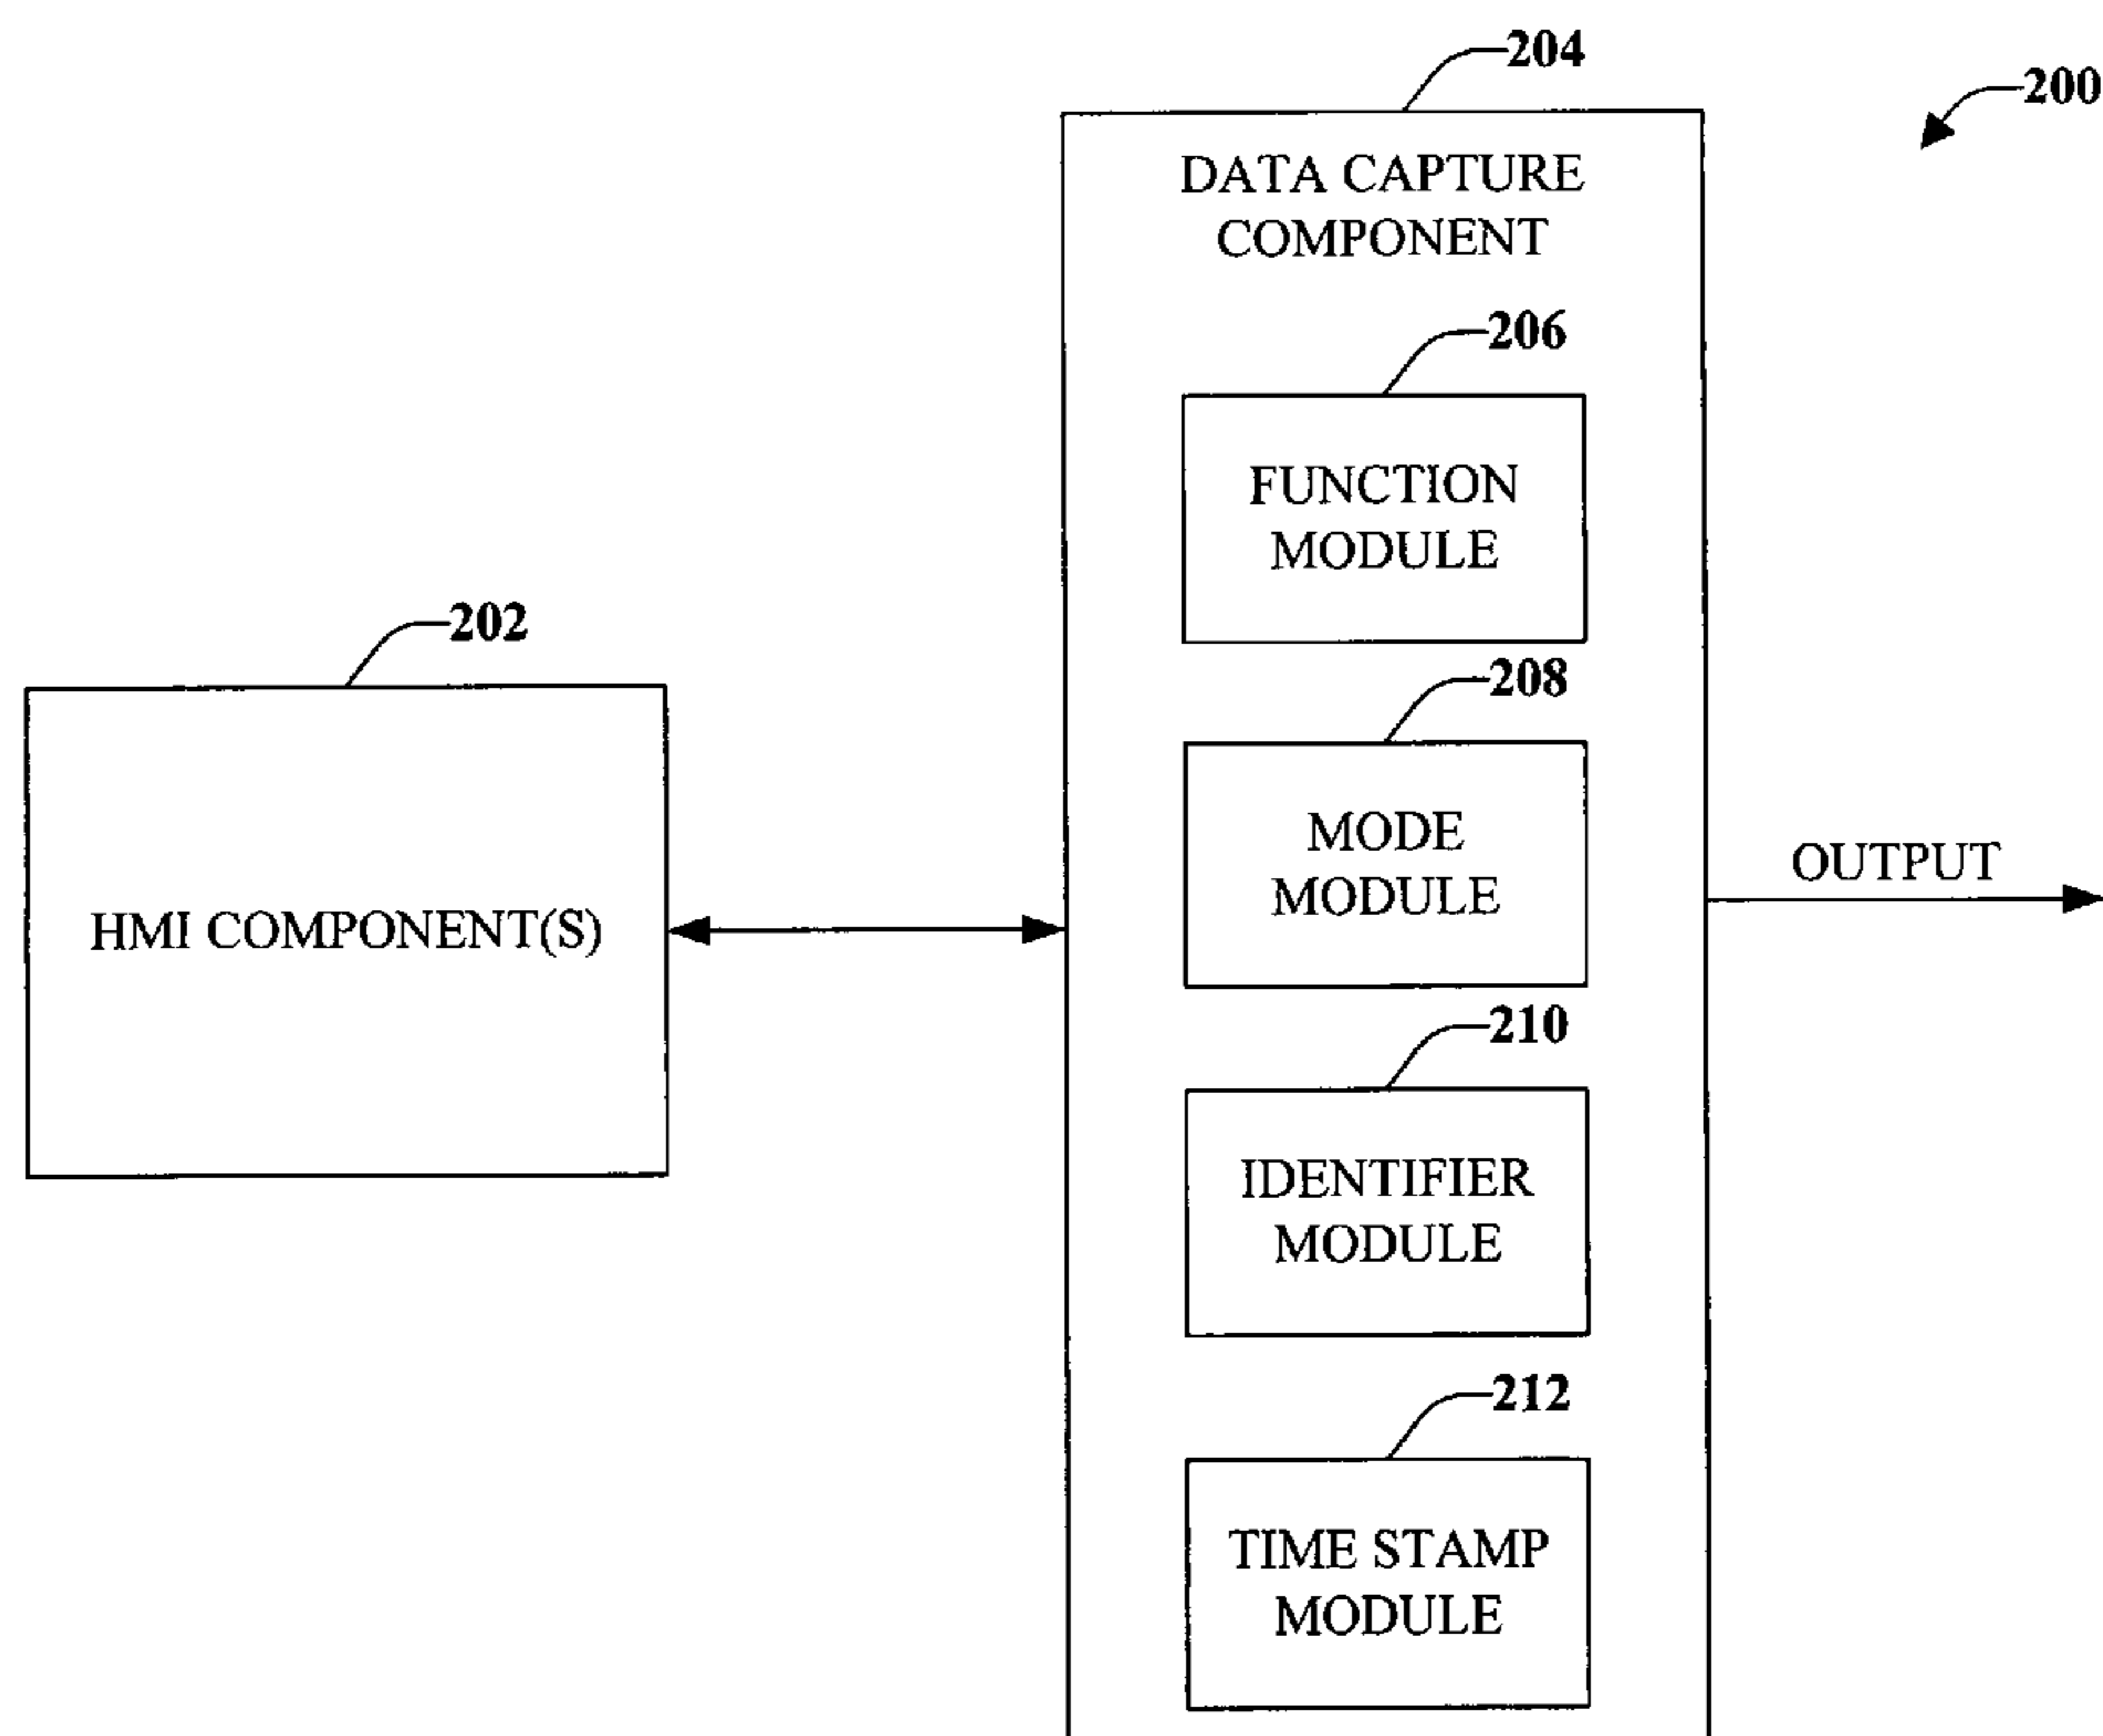 204
200
DATA CAPTURE
COMPONENT
206
FUNCTION
MODULE
202
208
HMI COMPONENT(S)
MODE
MODULE
OUTPUT
210
IDENTIFIER
MODULE
212
TIME STAMP
MODULE